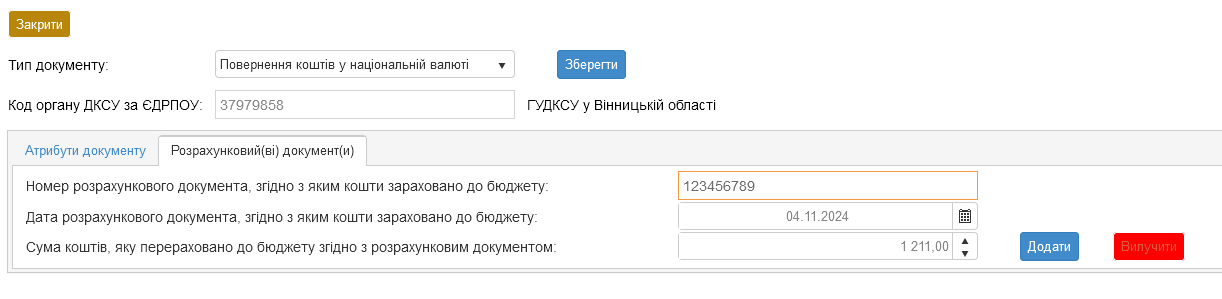 Закрити
Тип документу: Повернення коштів у національній валюті Зберегти
Код органу ДКСУ за ЄДРПОУ: 37979858 ГУДКСУ у Вінницькій області
Атрибути документу Розрахунковий(ві) документ(и)
Номер розрахункового документа, згідно з яким кошти зараховано до бюджету: 123456789
Дата розрахункового документа, згідно з яким кошти зараховано до бюджету: 04.11.2024
Сума коштів, яку перераховано до бюджету згідно з розрахунковим документом: 1 211,00 Додати Вилучити